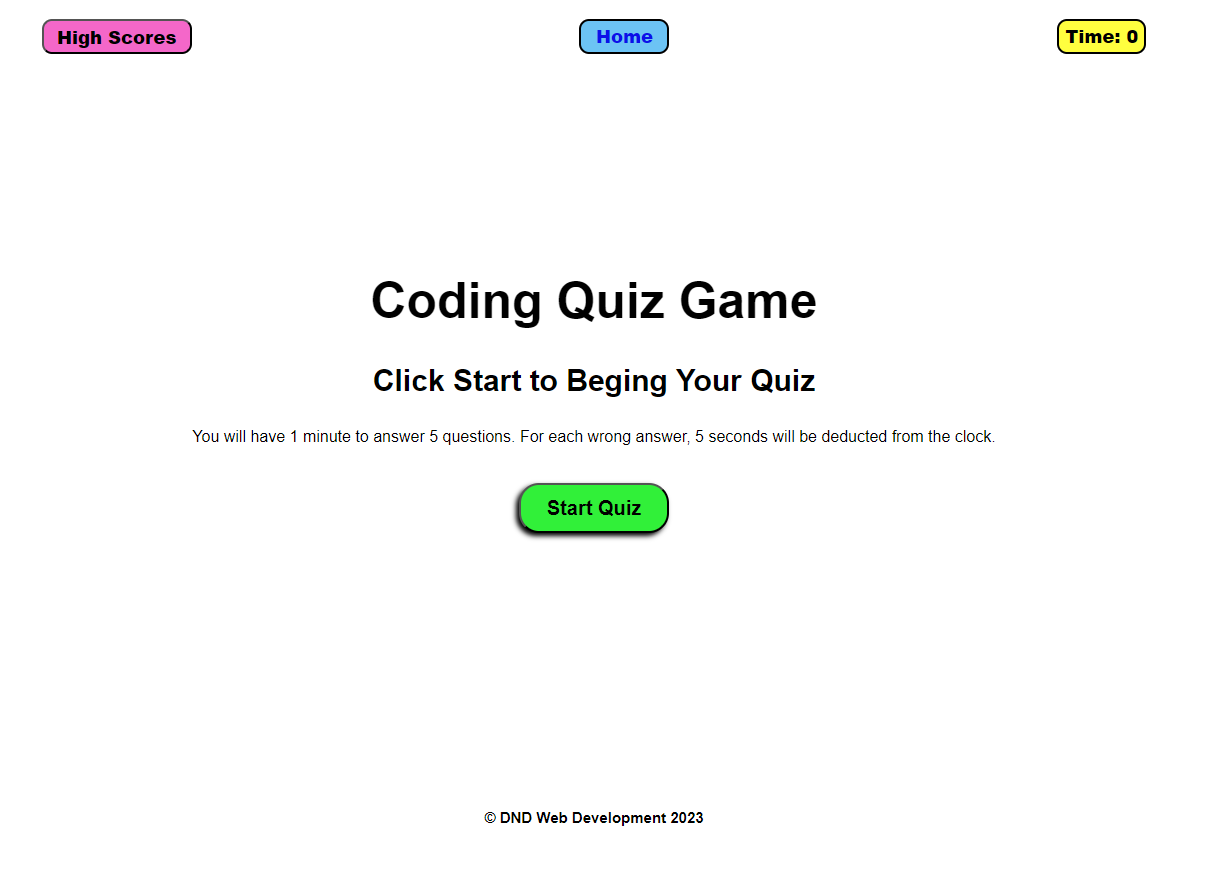 High Scores
Home
Time: 0
Coding Quiz Game
Click Start to Beging Your Quiz
You will have 1 minute to answer 5 questions. For each wrong answer, 5 seconds will be deducted from the clock.
Start Quiz
© DND Web Development 2023